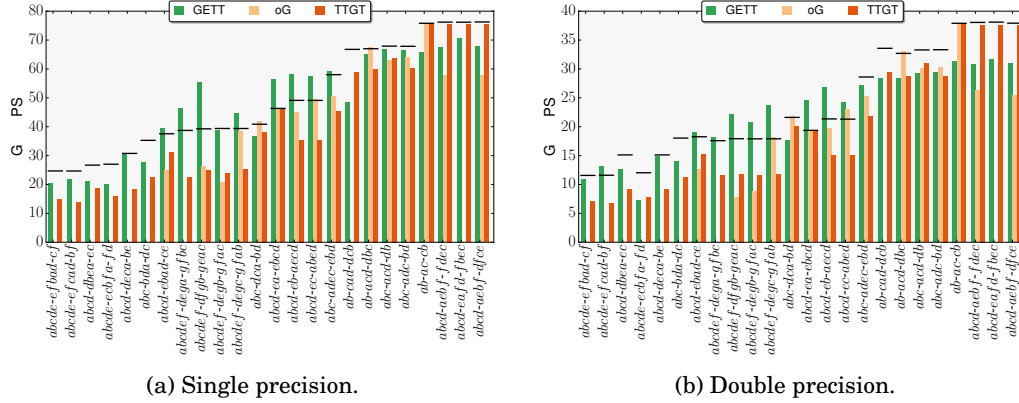 GETT oG TTGT
GETT oG TTGT
80
70
60
50
40
30
20
10
0
G PS
40
35
30
25
20
15
10
5
0
G PS
abcde-efbad-cf
abcde-efcad-bf
abcd-dbea-ec
abcde-ecbfa-fd
abcd-deca-be
abc-bda-dc
abcd-ebad-ce
abcdef-dega-gfbc
abcdef-dfgb-geac
abcdef-degb-gfac
abcdef-degc-gfab
abc-dca-bd
abcd-ea-ebcd
abcd-eb-aecd
abcd-ec-abed
abc-adec-ebd
ab-cad-dcb
ab-acd-dbc
abc-acd-db
abc-adc-bd
ab-ac-cb
abcd-aebf-fdec
abcd-eafd-fbec
abcd-aebf-dfce
abcde-efbad-cf
abcde-efcad-bf
abcd-dbea-ec
abcde-ecbfa-fd
abcd-deca-be
abc-bda-dc
abcd-ebad-ce
abcdef-dega-gfbc
abcdef-dfgb-geac
abcdef-degb-gfac
abcdef-degc-gfab
abc-dca-bd
abcd-ea-ebcd
abcd-eb-aecd
abcd-ec-abed
abc-adec-ebd
ab-cad-dcb
ab-acd-dbc
abc-acd-db
abc-adc-bd
ab-ac-cb
abcd-aebf-fdec
abcd-eafd-fbec
abcd-aebf-dfce
(a) Single precision.
(b) Double precision.